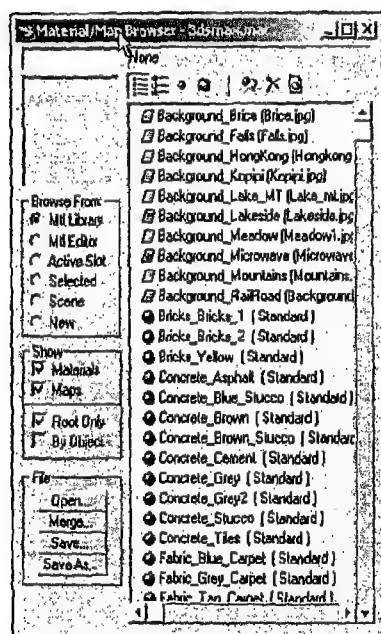 Material/Map Browser - 3dsmax.mat
None
Browse From:
Mtl Library
Mtl Editor
Active Slot
Selected
Scene
New
Show
Materials
Maps
Root Only
By Object
File
Open...
Merge...
Save...
Save As...
Background_Brice (Brice.jpg)
Background_Falls (Falls.jpg)
Background_HongKong (Hongkong
Background_Kopipi (Kopipi.jpg)
Background_Lake_MT (Lake_mt.jpg
Background_Lakeside (Lakeside.jpg
Background_Meadow (Meadow1.jpg
Background_Microwave (Microwave
Background_Mountains (Mountains.
Background_RailRoad (Background
Bricks_Bricks_1 ( Standard )
Bricks_Bricks_2 ( Standard )
Bricks_Yellow ( Standard )
Concrete_Asphalt ( Standard )
Concrete_Blue_Stucco ( Standard )
Concrete_Brown ( Standard )
Concrete_Brown_Stucco ( Standard
Concrete_Cement ( Standard )
Concrete_Grey ( Standard )
Concrete_Grey2 ( Standard )
Concrete_Stucco ( Standard )
Concrete_Tiles ( Standard )
Fabric_Blue_Carpet ( Standard )
Fabric_Grey_Carpet ( Standard )
Fabric_Tan_Carpet ( Standard )